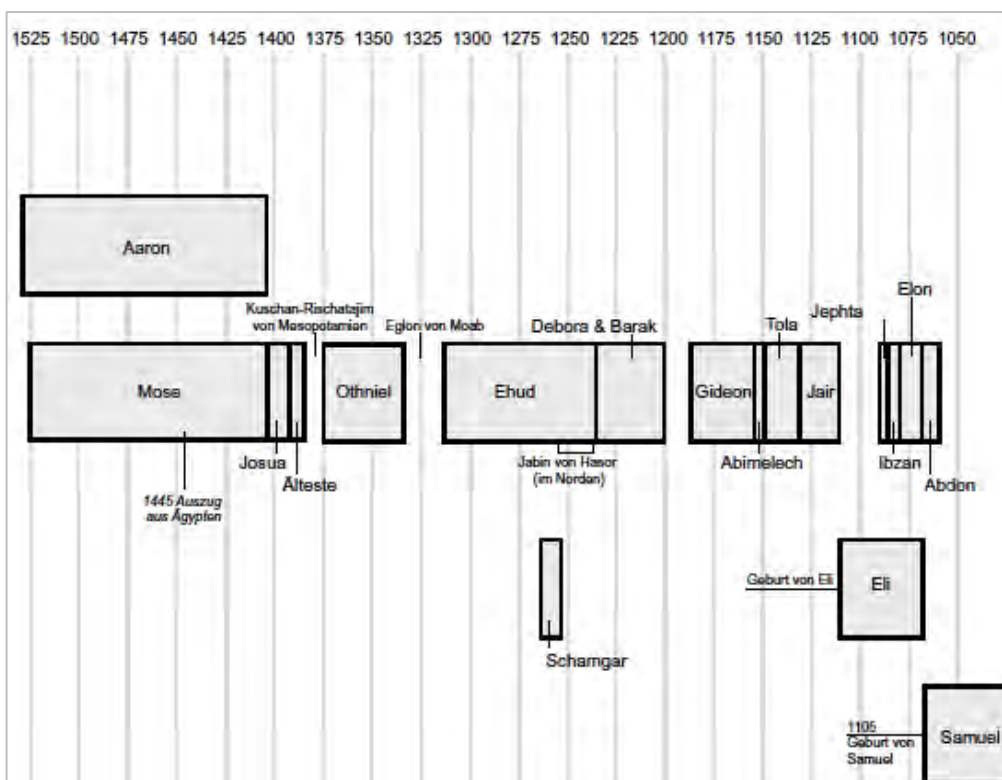 1525 1500 1475 1450 1425 1400 1375 1350 1325 1300 1275 1250 1225 1200 1175 1150 1125 1100 1075 1050
Aaron
Kuschan-Rischatajim
von Mesopotamien
Eglon von Moab
Debora & Barak
Tola
Jephta
Elon
Mose
Othniel
Ehud
Gideon
Jair
Josua
Älteste
1445 Auszug
aus Ägypten
Jabin von Hasor
(im Norden)
Abimelech
Ibzan
Abdon
Geburt von Eli
Eli
Schamgar
1105
Geburt von
Samuel
Samuel